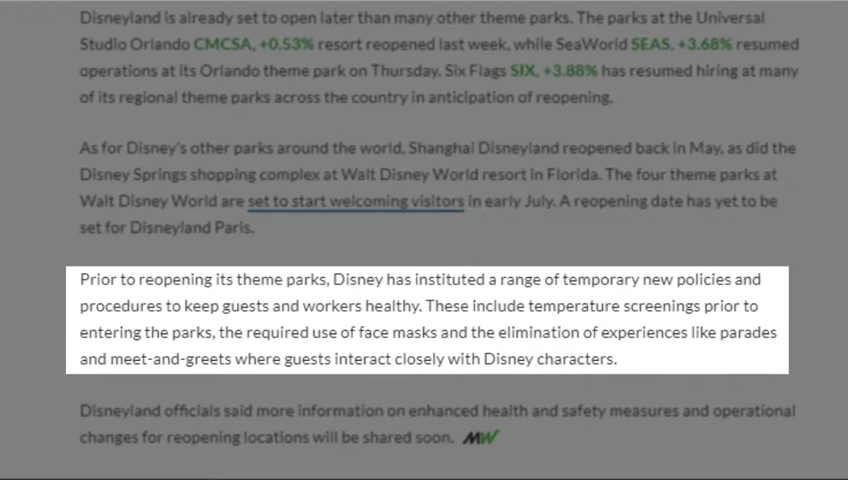 Disneyland is already set to open later than many other theme parks. The parks at the Universal
Studio Orlando CMCSA, +0.53% resort reopened last week, while SeaWorld SEAS, +3.68% resumed
operations at its Orlando theme park on Thursday. Six Flags SIX, +3.88% has resumed hiring at many
of its regional theme parks across the country in anticipation of reopening.
As for Disney's other parks around the world, Shanghai Disneyland reopened back in May, as did the
Disney Springs shopping complex at Walt Disney World resort in Florida. The four theme parks at
Walt Disney World are set to start welcoming visitors in early July. A reopening date has yet to be
set for Disneyland Paris.
Prior to reopening its theme parks, Disney has instituted a range of temporary new policies and
procedures to keep guests and workers healthy. These include temperature screenings prior to
entering the parks, the required use of face masks and the elimination of experiences like parades
and meet-and-greets where guests interact closely with Disney characters.
Disneyland officials said more information on enhanced health and safety measures and operational
changes for reopening locations will be shared soon. MW